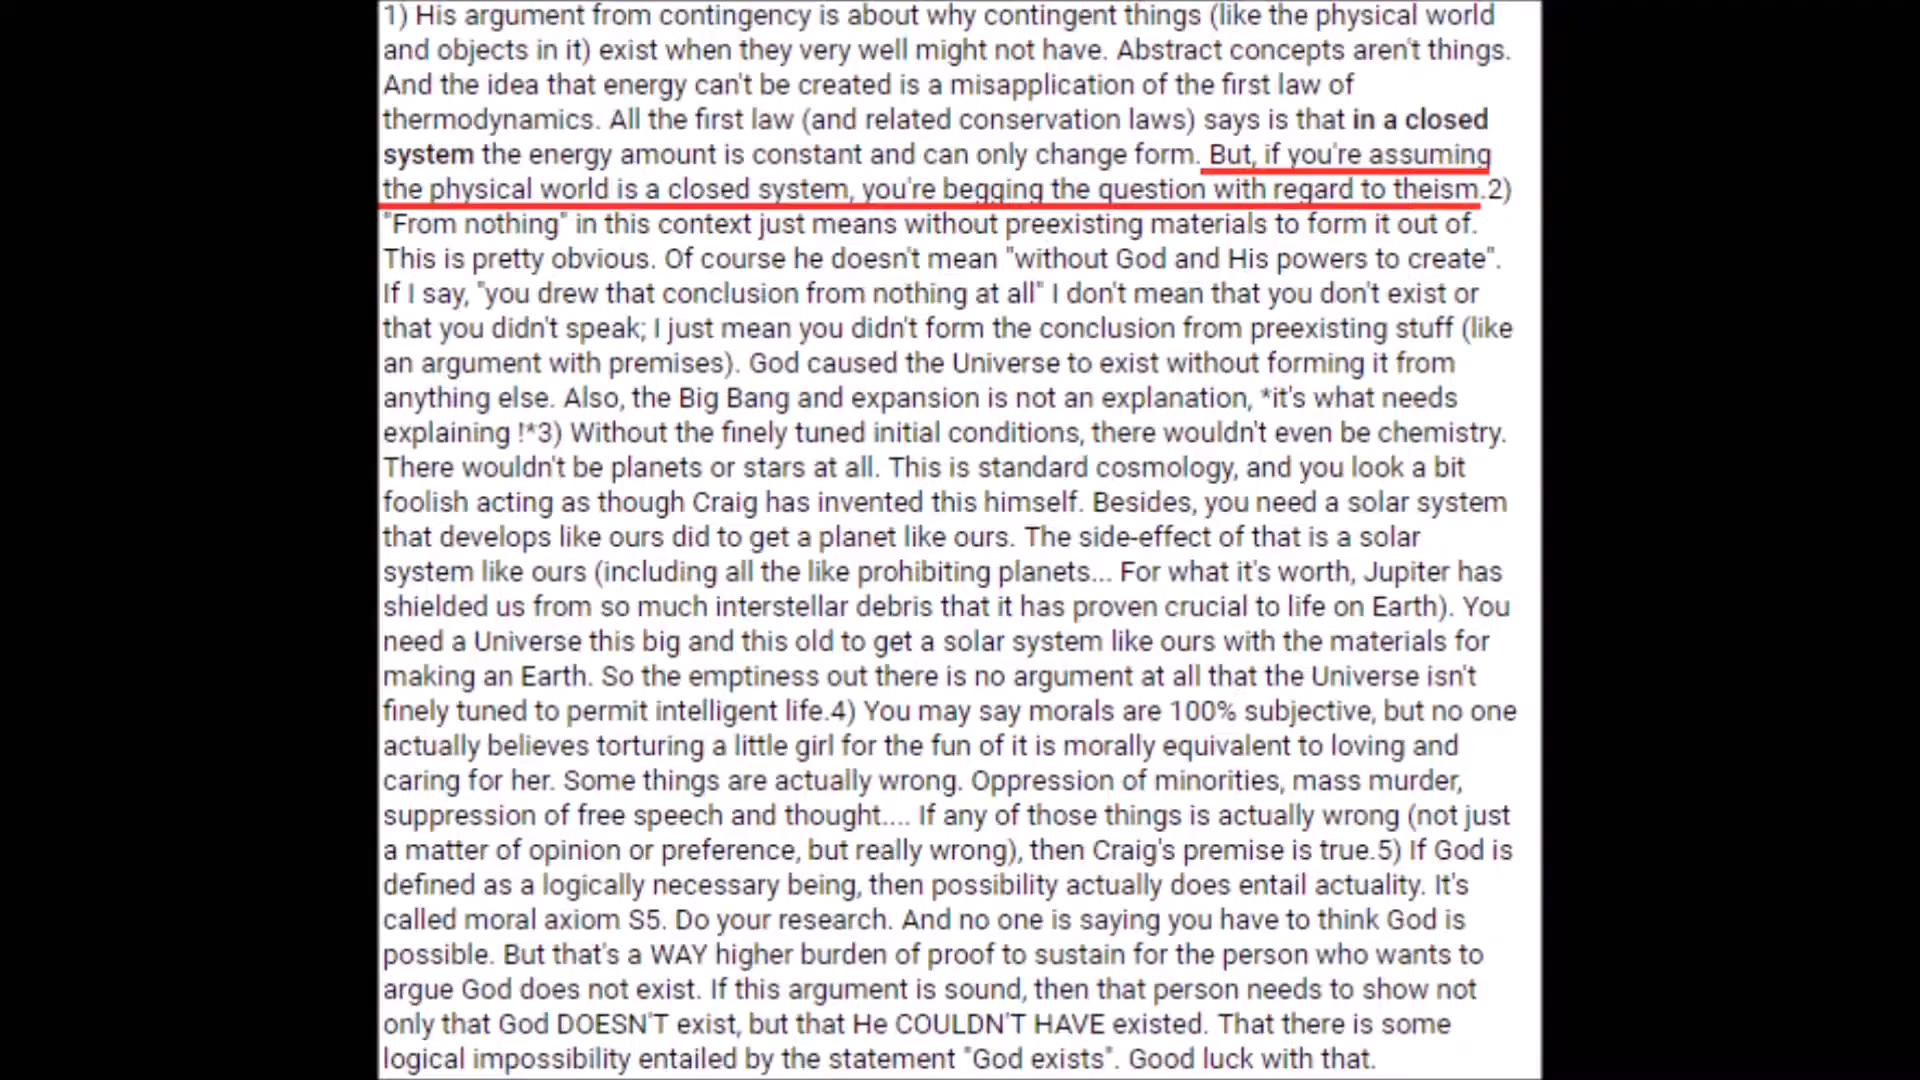 1) His argument from contingency is about why contingent things (like the physical world
and objects in it) exist when they very well might not have. Abstract concepts aren't things.
And the idea that energy can't be created is a misapplication of the first law of
thermodynamics. All the first law (and related conservation laws) says is that in a closed
system the energy amount is constant and can only change form. But, if you're assuming
the physical world is a closed system, you're begging the question with regard to theism.2)
"From nothing" in this context just means without preexisting materials to form it out of.
This is pretty obvious. Of course he doesn't mean "without God and His powers to create".
If I say, "you drew that conclusion from nothing at all" I don't mean that you don't exist or
that you didn't speak; I just mean you didn't form the conclusion from preexisting stuff (like
an argument with premises). God caused the Universe to exist without forming it from
anything else. Also, the Big Bang and expansion is not an explanation, *it's what needs
explaining !*3) Without the finely tuned initial conditions, there wouldn't even be chemistry.
There wouldn't be planets or stars at all. This is standard cosmology, and you look a bit
foolish acting as though Craig has invented this himself. Besides, you need a solar system
that develops like ours did to get a planet like ours. The side-effect of that is a solar
system like ours (including all the like prohibiting planets... For what it's worth, Jupiter has
shielded us from so much interstellar debris that it has proven crucial to life on Earth). You
need a Universe this big and this old to get a solar system like ours with the materials for
making an Earth. So the emptiness out there is no argument at all that the Universe isn't
finely tuned to permit intelligent life.4) You may say morals are 100% subjective, but no one
actually believes torturing a little girl for the fun of it is morally equivalent to loving and
caring for her. Some things are actually wrong. Oppression of minorities, mass murder,
suppression of free speech and thought.... If any of those things is actually wrong (not just
a matter of opinion or preference, but really wrong), then Craig's premise is true.5) If God is
defined as a logically necessary being, then possibility actually does entail actuality. It's
called moral axiom S5. Do your research. And no one is saying you have to think God is
possible. But that's a WAY higher burden of proof to sustain for the person who wants to
argue God does not exist. If this argument is sound, then that person needs to show not
only that God DOESN'T exist, but that He COULDN'T HAVE existed. That there is some
logical impossibility entailed by the statement "God exists". Good luck with that.